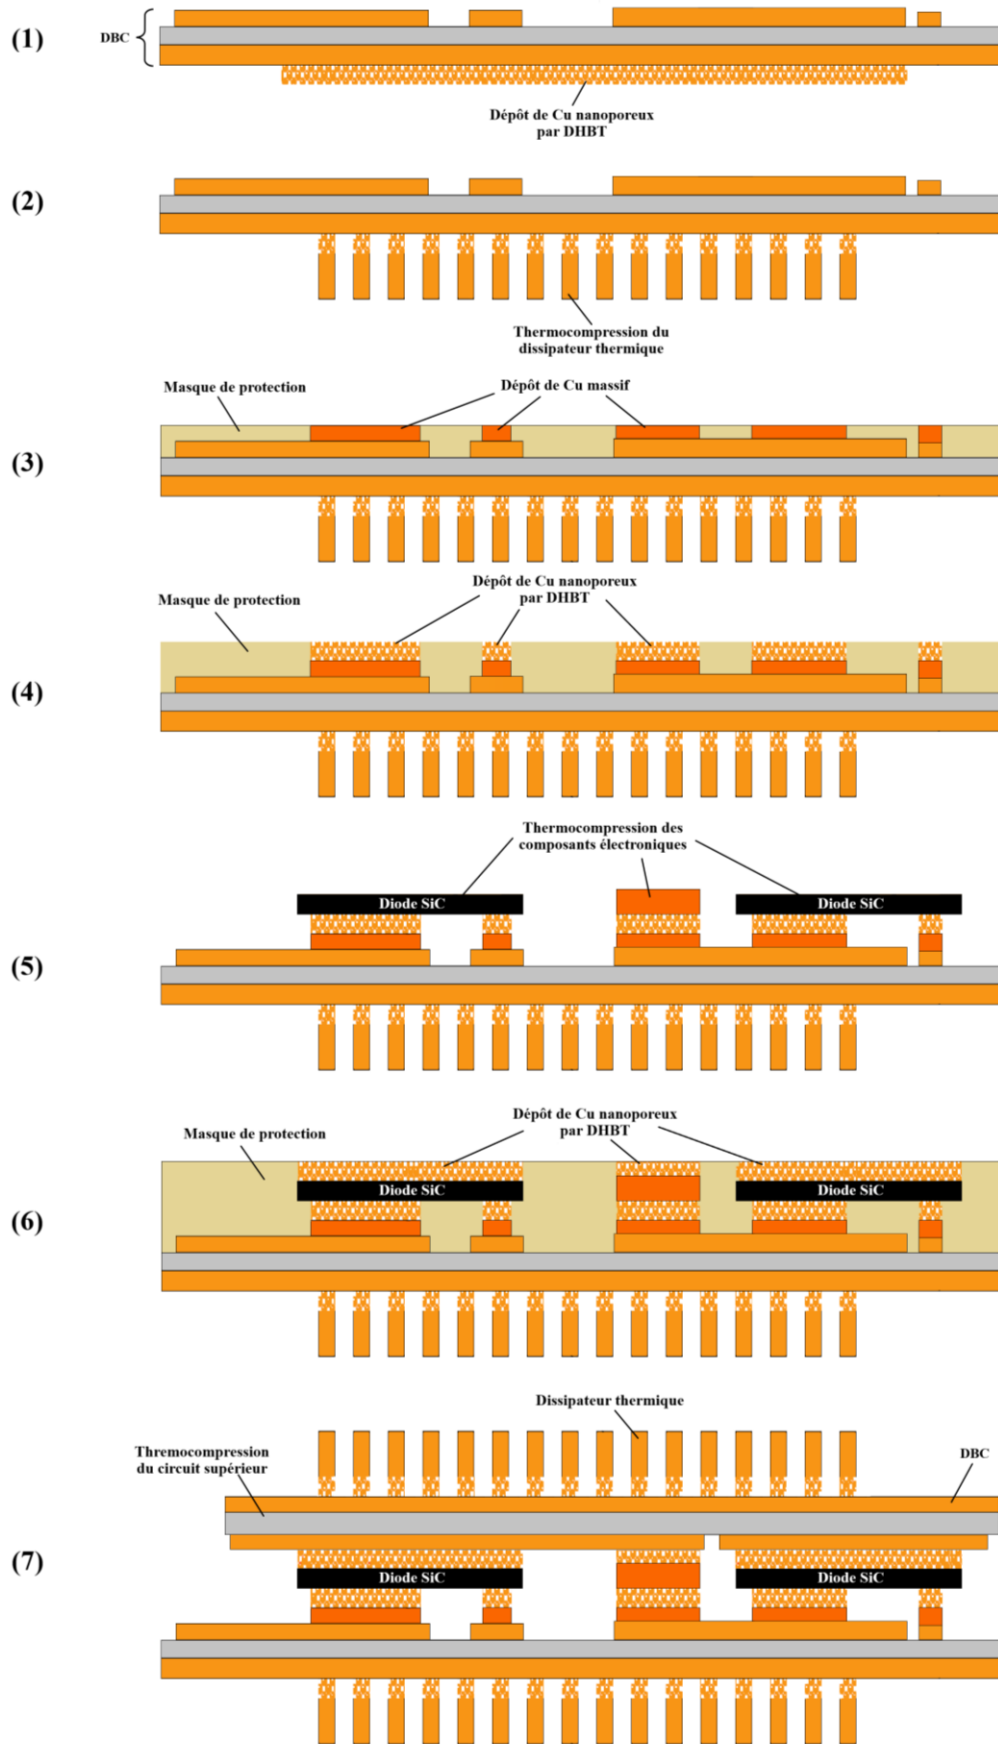 (1)
DBC
Dépôt de Cu nanoporeux
par DHBT
(2)
Thermocompression du
dissipateur thermique
Masque de protection
Dépôt de Cu massif
(3)
Dépôt de Cu nanoporeux
par DHBT
Masque de protection
(4)
Thermocompression des
composants électroniques
Diode SiC
Diode SiC
(5)
Dépôt de Cu nanoporeux
par DHBT
Masque de protection
Diode SiC
Diode SiC
(6)
Dissipateur thermique
Thremocompression
du circuit supérieur
DBC
(7)
Diode SiC
Diode SiC